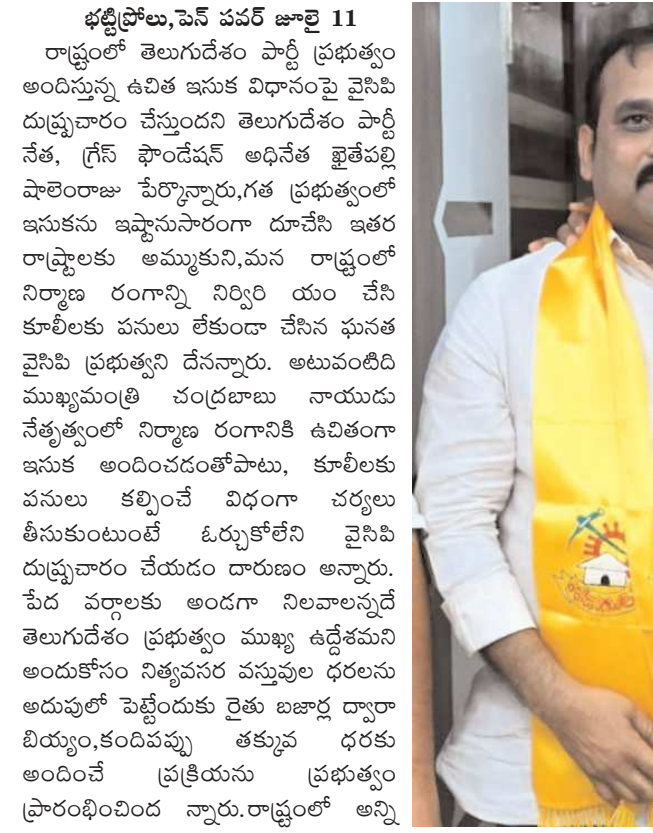 భట్టిప్రోలు,పెన్ పవర్ జూలై 11
రాష్ట్రంలో తెలుగుదేశం పార్టీ ప్రభుత్వం
అందిస్తున్న ఉచిత ఇసుక విధానంపై వైసిపి
దుష్ప్రచారం చేస్తుందని తెలుగుదేశం పార్టీ
నేత, గ్రేస్ ఫౌండేషన్ అధినేత ఖైతేపల్లి
షాలెంరాజు పేర్కొన్నారు,గత ప్రభుత్వంలో
ఇసుకను ఇష్టానుసారంగా దూచేసి ఇతర
రాష్ట్రాలకు అమ్ముకుని,మన రాష్ట్రంలో
నిర్మాణ రంగాన్ని నిర్విరి యం చేసి
కూలీలకు పనులు లేకుండా చేసిన ఘనత
వైసిపి ప్రభుత్వని దేనన్నారు. అటువంటిది
ముఖ్యమంత్రి చంద్రబాబు నాయుడు
నేతృత్వంలో నిర్మాణ రంగానికి ఉచితంగా
ఇసుక అందించడంతోపాటు, కూలీలకు
పనులు కల్పించే విధంగా చర్యలు
తీసుకుంటుంటే ఓర్చుకోలేని వైసిపి
దుష్ప్రచారం చేయడం దారుణం అన్నారు.
పేద వర్గాలకు అండగా నిలవాలన్నదే
తెలుగుదేశం ప్రభుత్వం ముఖ్య ఉద్దేశమని
అందుకోసం నిత్యవసర వస్తువుల ధరలను
అదుపులో పెట్టేందుకు రైతు బజార్ల ద్వారా
బియ్యం,కందిపప్పు తక్కువ ధరకు
అందించే ప్రక్రియను ప్రభుత్వం
ప్రారంభించింద న్నారు.రాష్ట్రంలో అన్ని